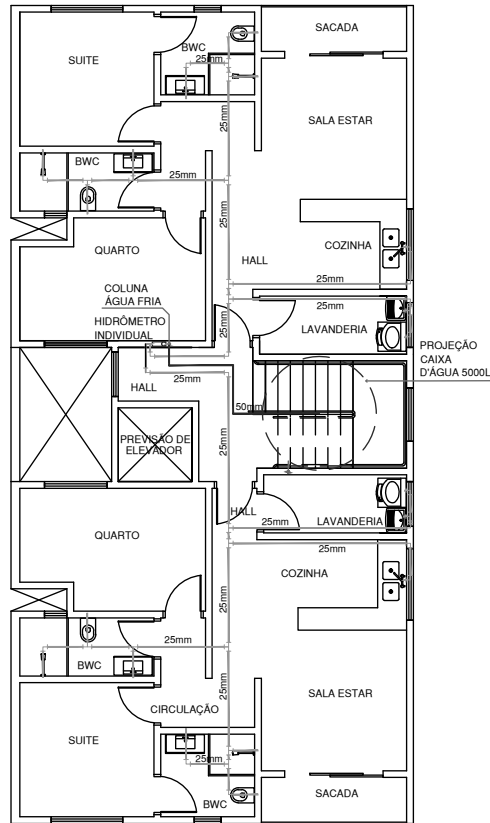 SACADA
SUITE
BWC
25mm
25mm
SALA ESTAR
BWC
25mm
25mm
QUARTO
COZINHA
HALL
25mm
COLUNA
ÁGUA FRIA
HIDRÔMETRO
INDIVIDUAL
25mm
25mm
LAVANDERIA
PROJEÇÃO
CAIXA
D'ÁGUA 5000L
25mm
HALL
50mm
PREVISÃO DE
ELEVADOR
25mm
HALL
25mm
LAVANDERIA
QUARTO
25mm
COZINHA
25mm
25mm
BWC
25mm
SALA ESTAR
CIRCULAÇÃO
SUITE
25mm
BWC
SACADA